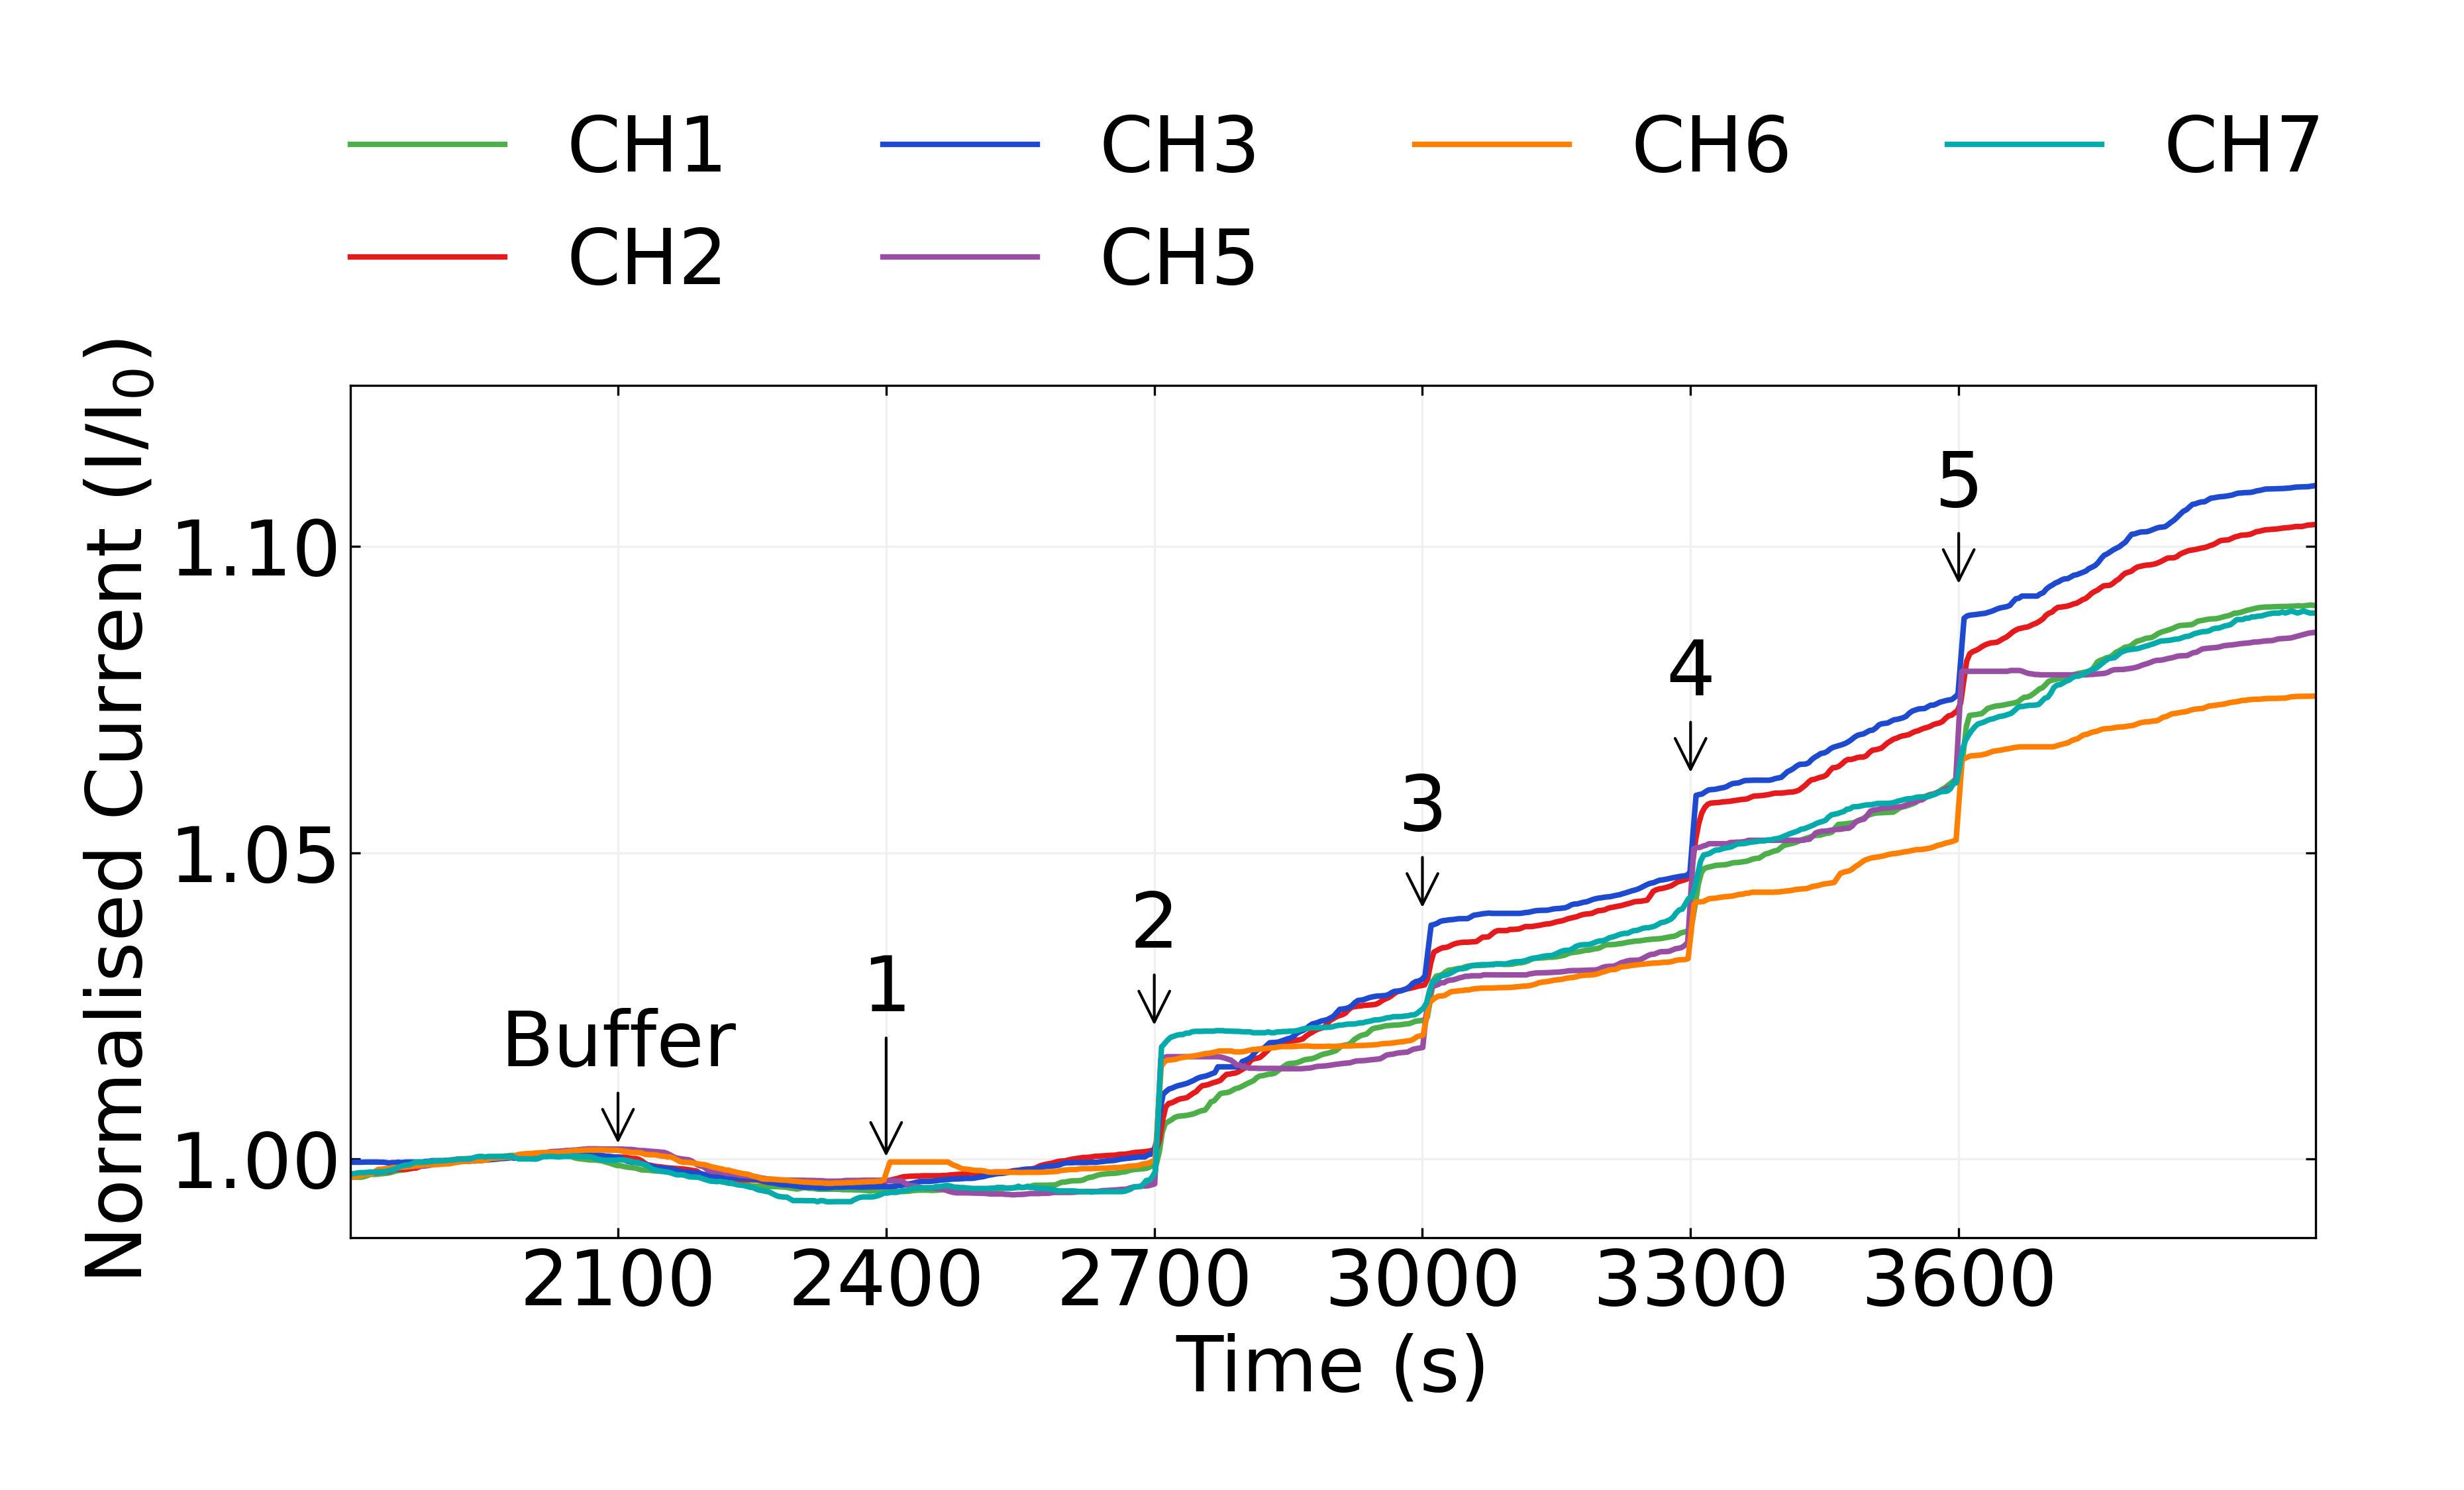 CH1 CH3 CH6 CH7
CH2 CH5
Normalised Current (I/I₀)
1.10
1.05
1.00
Buffer
1
2
3
4
5
2100 2400 2700 3000 3300 3600
Time (s)